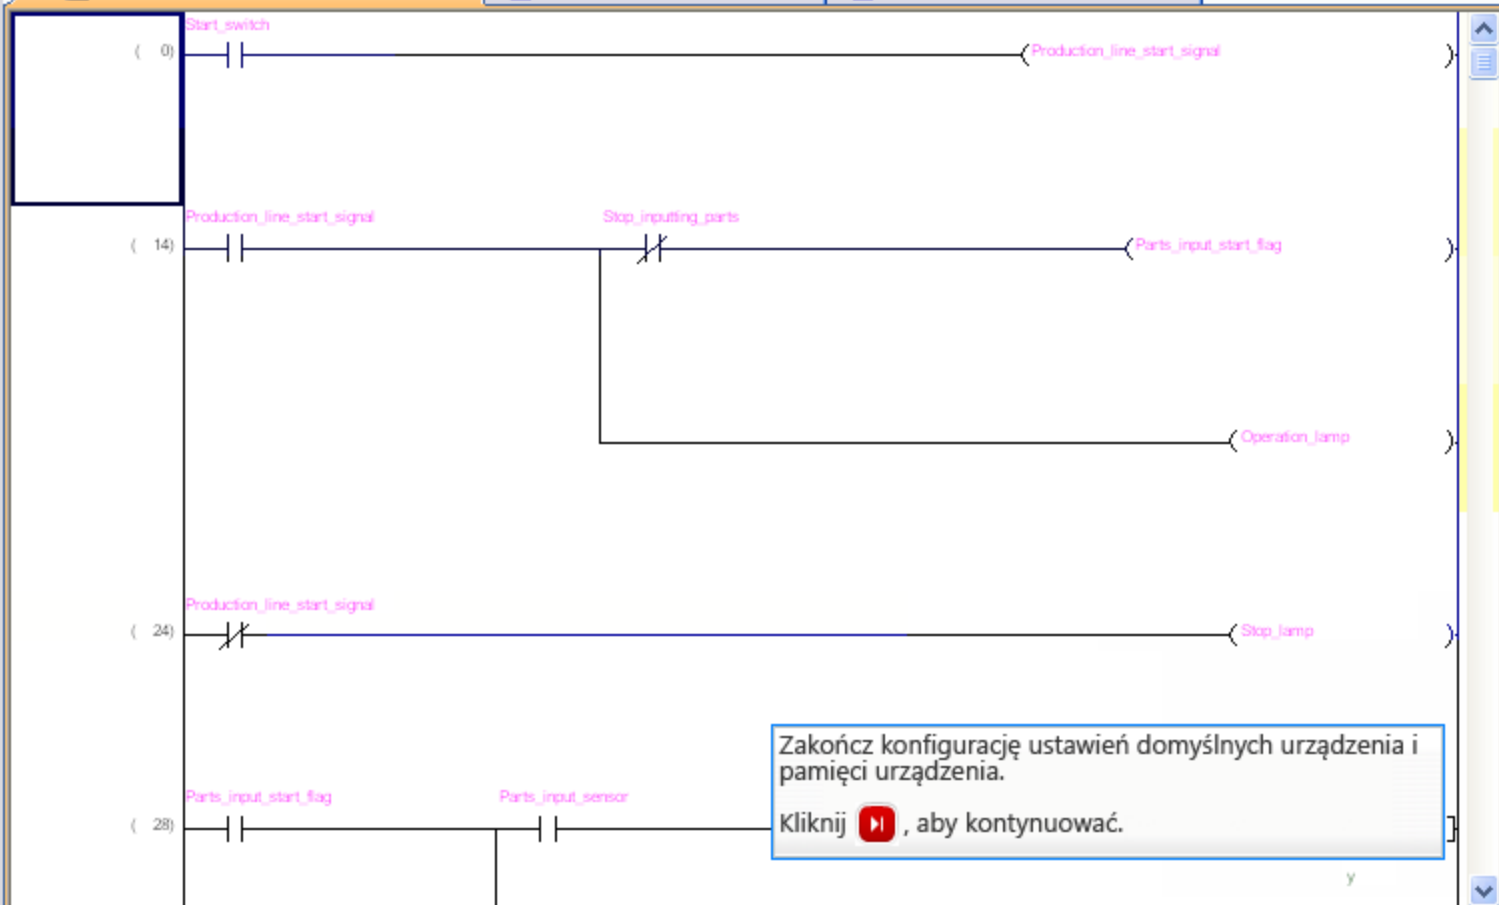 Start_switch
( 0) Production_line_start_signal
Production_line_start_signal Stop_inputting_parts
( 14) Parts_input_start_flag
Operation_lamp
Production_line_start_signal
( 24) Stop_lamp
Zakończ konfigurację ustawień domyślnych urządzenia i
pamięci urządzenia.
Parts_input_start_flag Parts_input_sensor
( 28) Kliknij , aby kontynuować.
y